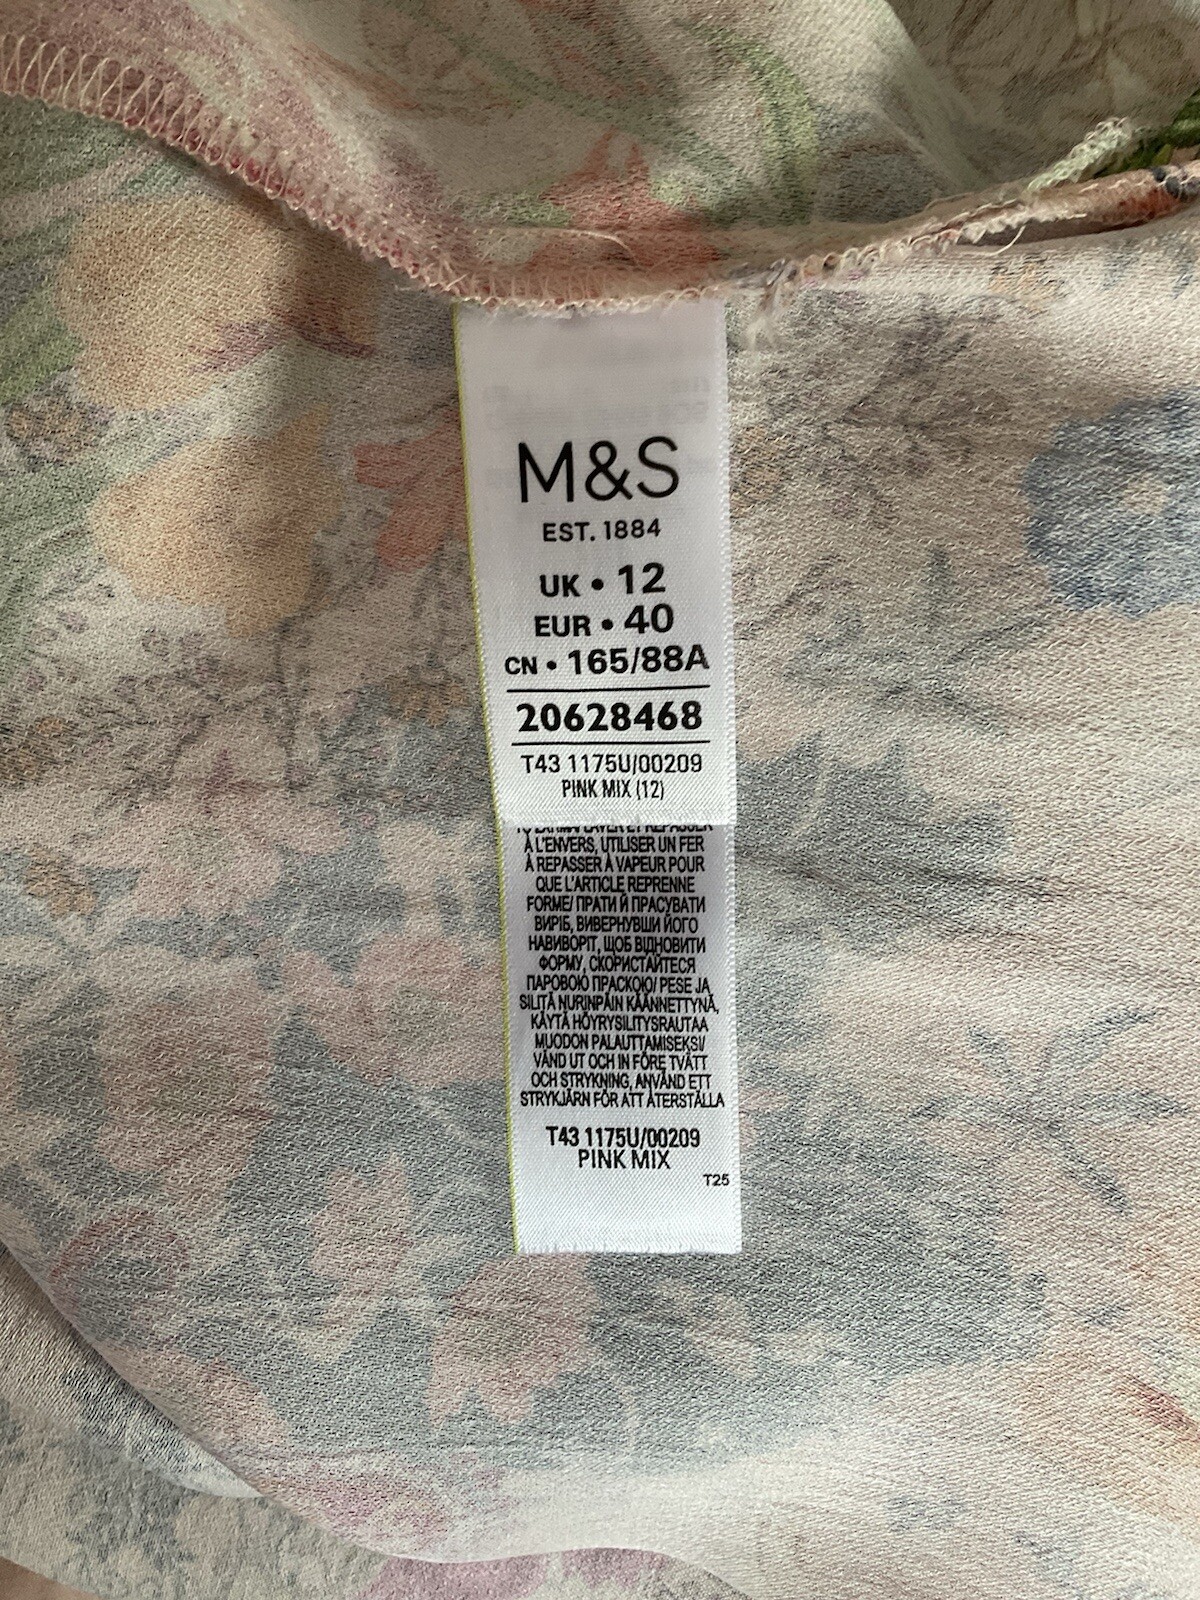 M&S
EST. 1884
UK • 12
EUR • 40
CN • 165/88A
20628468
T43 1175U/00209
PINK MIX (12)
LAVER ET REPASSER
À L'ENVERS, UTILISER UN FER
À REPASSER À VAPEUR POUR
QUE L'ARTICLE REPRENNE
FORME/ ПРАТИ Й ПРАСУВАТИ
ВИРІБ, ВИВЕРНУВШИ ЙОГО
НАВИВОРІТ, ЩОБ ВІДНОВИТИ
ФОРМУ, СКОРИСТАЙТЕСЯ
ПАРОВОЮ ПРАСКОЮ/ PESE JA
SILITÄ NURINPÄIN KÄÄNNETTYNÄ,
KÄYTÄ HÖYRYSILITYSRAUTAA
MUODON PALAUTTAMISEKSI/
VÄND UT OCH IN FÖRE TVÄTT
OCH STRYKNING, ANVÄND ETT
STRYKJÄRN FÖR ATT ÅTERSTÄLLA
T43 1175U/00209
PINK MIX
T25